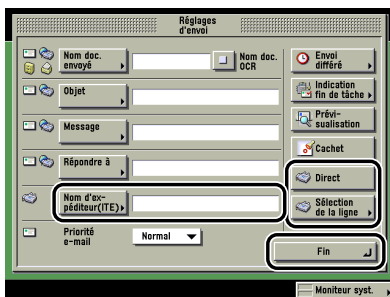 Réglages
d'envoi
Nom doc.
envoyé
Nom doc.
OCR
Envoi
différé
Objet
Indication
fin de tâche
Message
Prévi-
sualisation
Cachet
Répondre à
Direct
Nom d'ex-
péditeur(ITE)
Sélection
de la ligne
Priorité
e-mail
Normal
Fin
Moniteur syst.